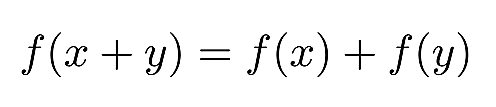 f(x + y) = f(x) + f(y)